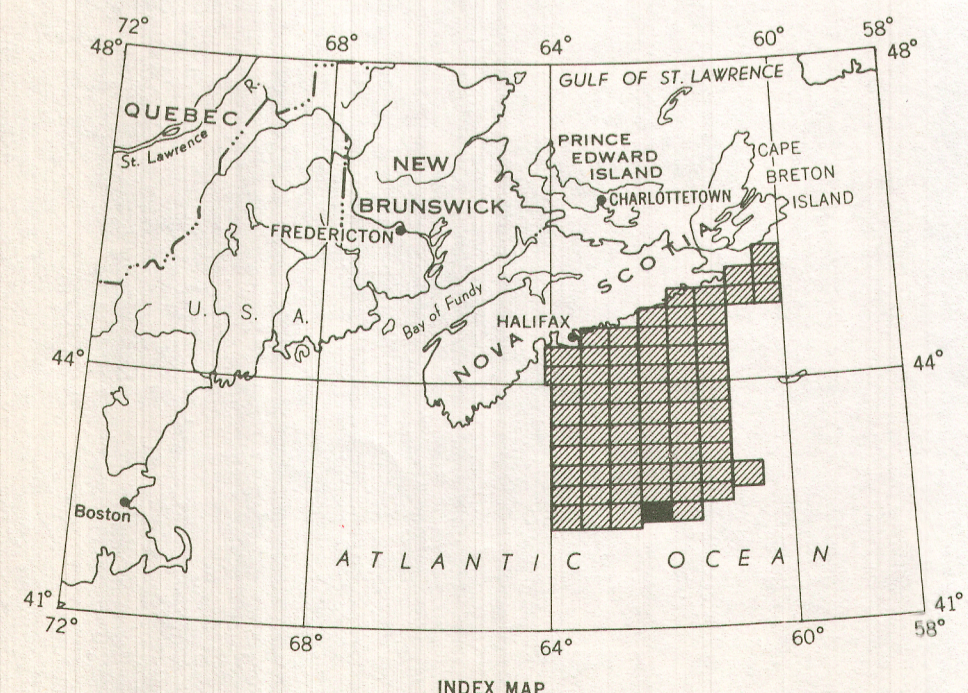 72°
68°
64°
60°
58°
48°
48°
GULF OF ST. LAWRENCE
QUEBEC
R.
St. Lawrence
PRINCE
EDWARD
ISLAND
CAPE
BRETON
ISLAND
NEW
BRUNSWICK
CHARLOTTETOWN
FREDERICTON
NOVA SCOTIA
Bay of Fundy
U. S. A.
HALIFAX
44°
44°
Boston
ATLANTIC OCEAN
41°
41°
72°
68°
64°
60°
58°
INDEX MAP